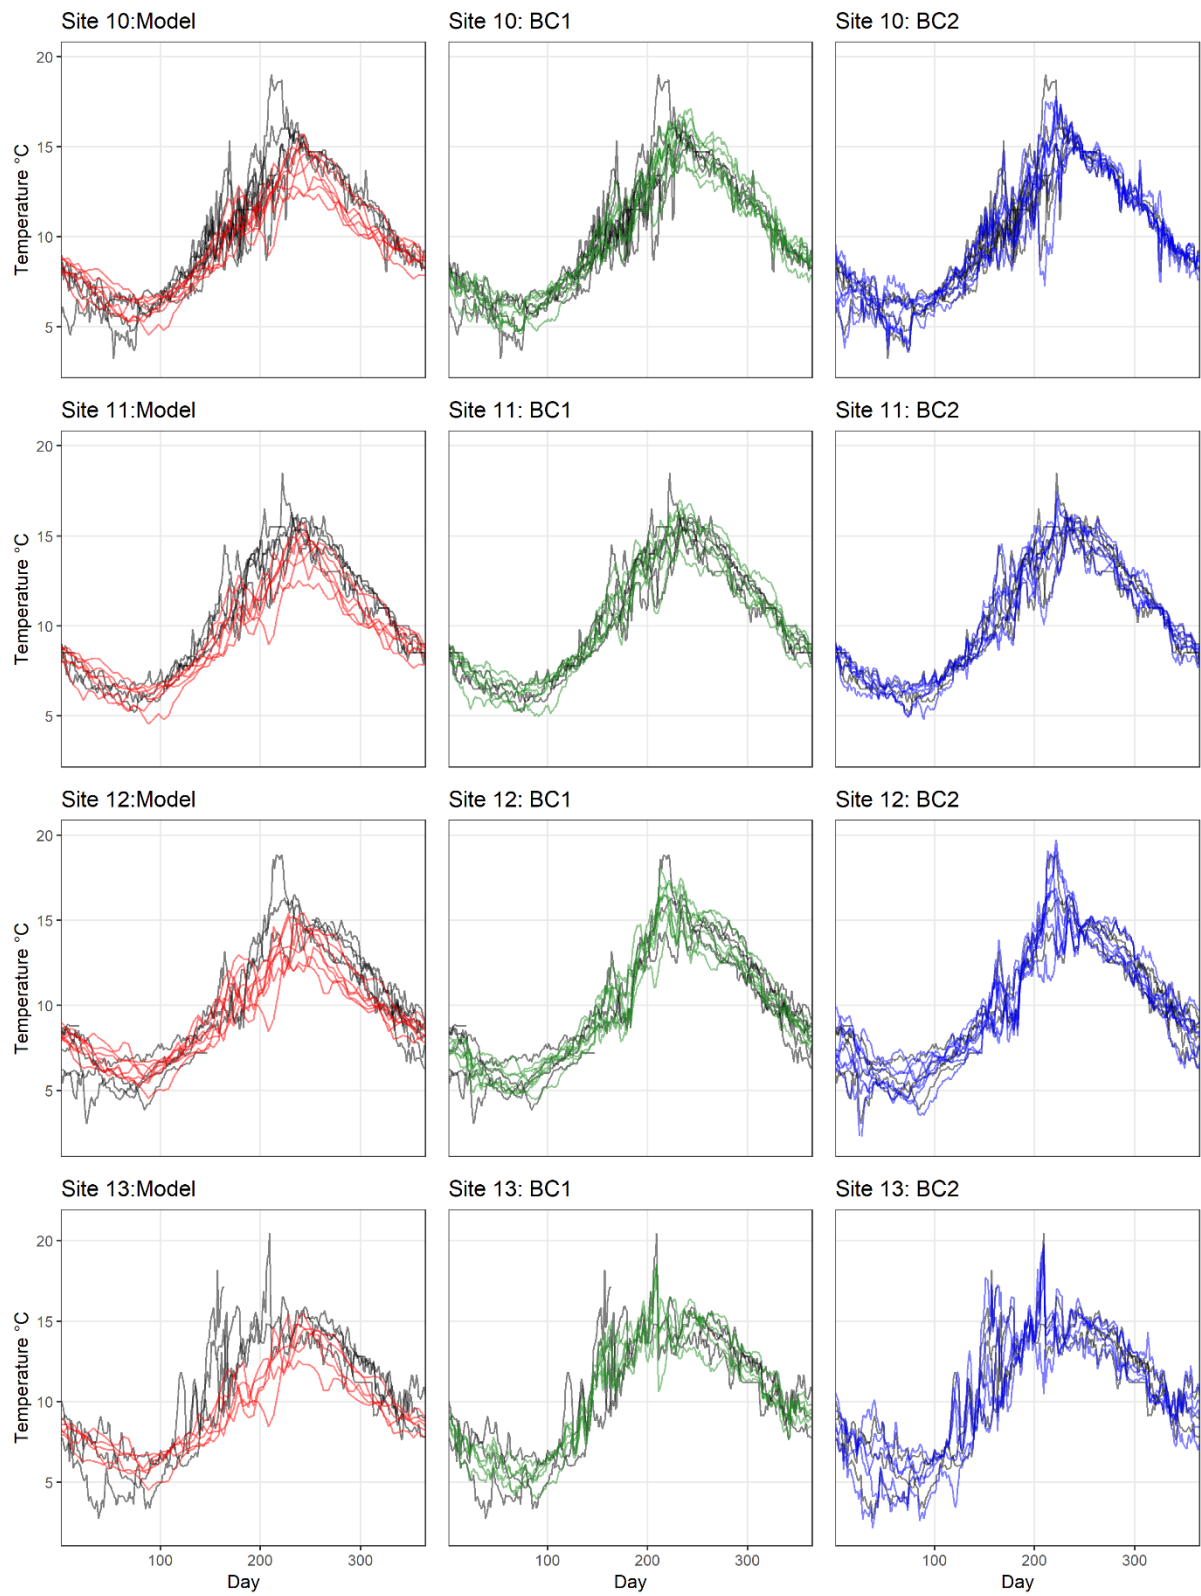 Site 10:Model
Site 10: BC1
Site 10: BC2
20
15
10
5
Temperature °C
Site 11:Model
Site 11: BC1
Site 11: BC2
20
15
10
5
Temperature °C
Site 12:Model
Site 12: BC1
Site 12: BC2
20
15
10
5
Temperature °C
Site 13:Model
Site 13: BC1
Site 13: BC2
20
15
10
5
Temperature °C
100 200 300
100 200 300
100 200 300
Day
Day
Day